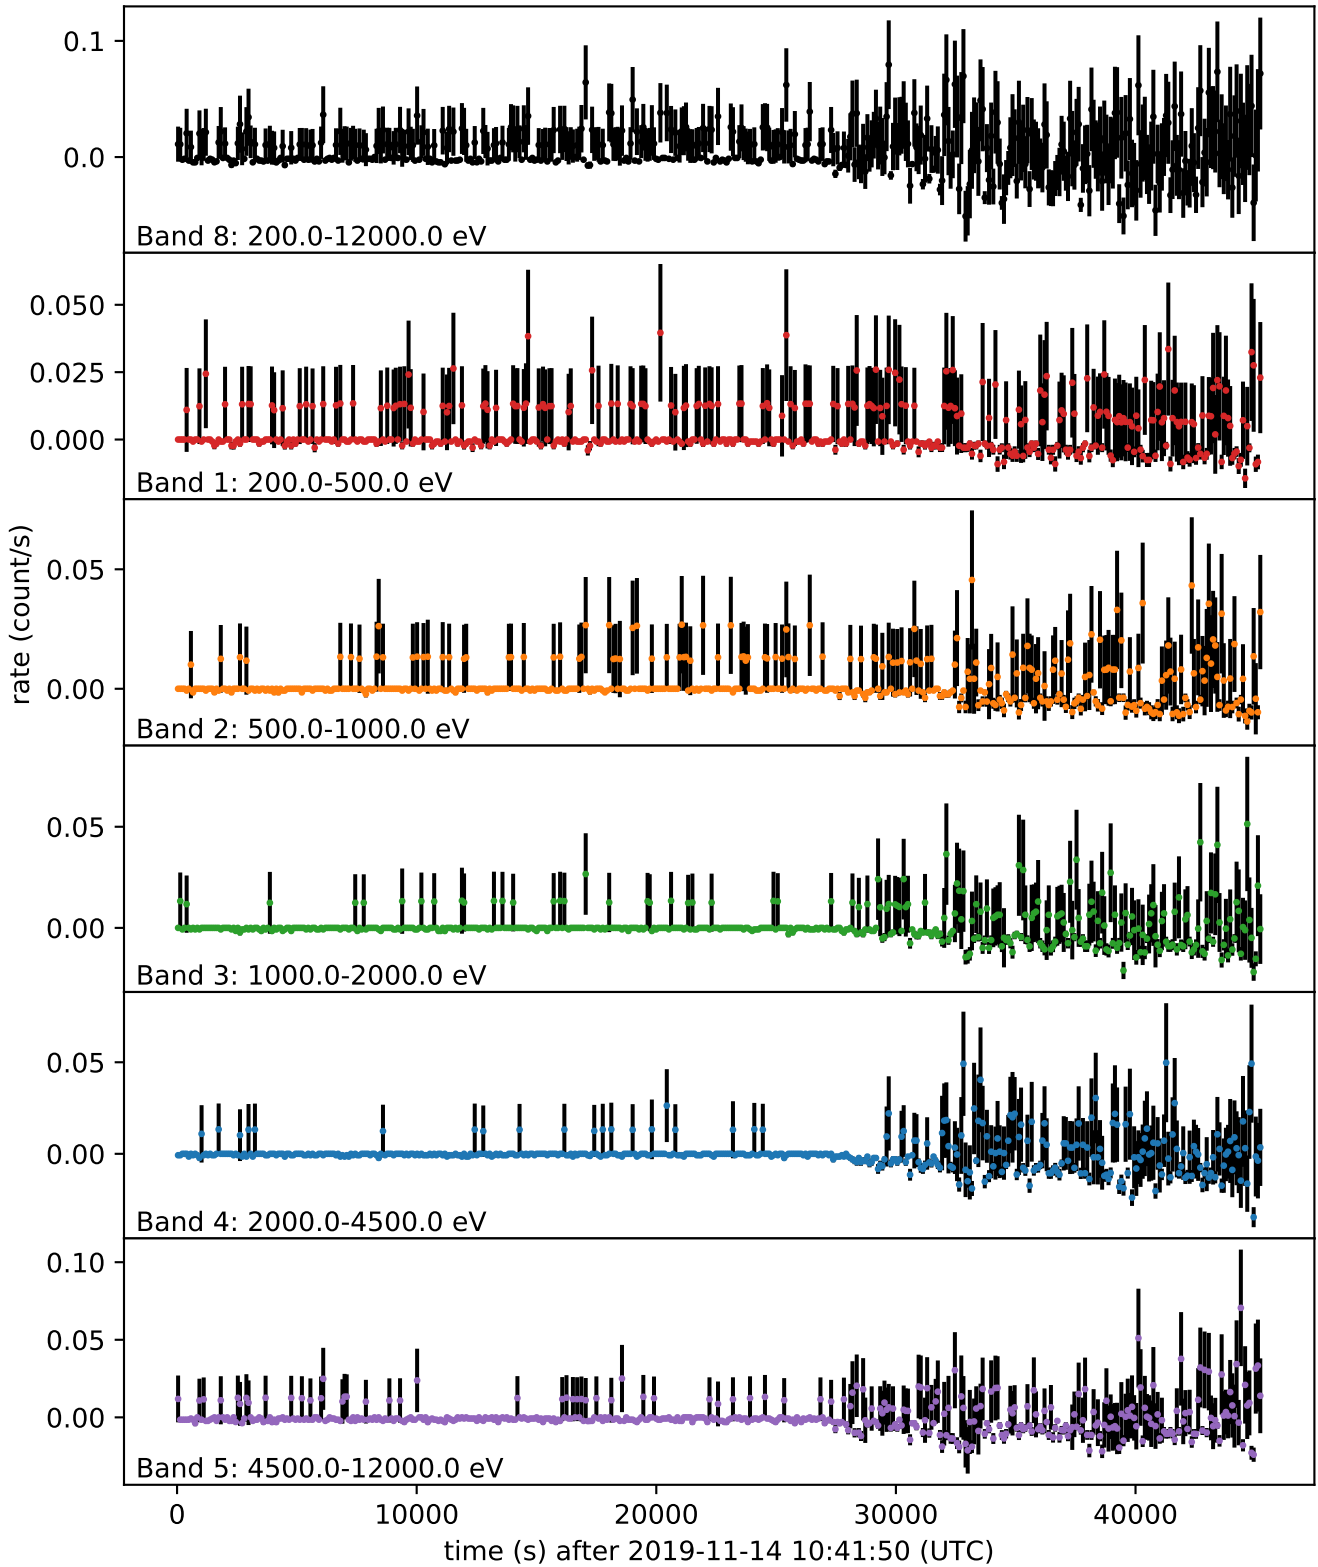 0.1
0.0
Band 8: 200.0-12000.0 eV
0.050
0.025
0.000
Band 1: 200.0-500.0 eV
rate (count/s)
0.05
0.00
Band 2: 500.0-1000.0 eV
0.05
0.00
Band 3: 1000.0-2000.0 eV
0.05
0.00
Band 4: 2000.0-4500.0 eV
0.10
0.05
0.00
Band 5: 4500.0-12000.0 eV
0 10000 20000 30000 40000
time (s) after 2019-11-14 10:41:50 (UTC)